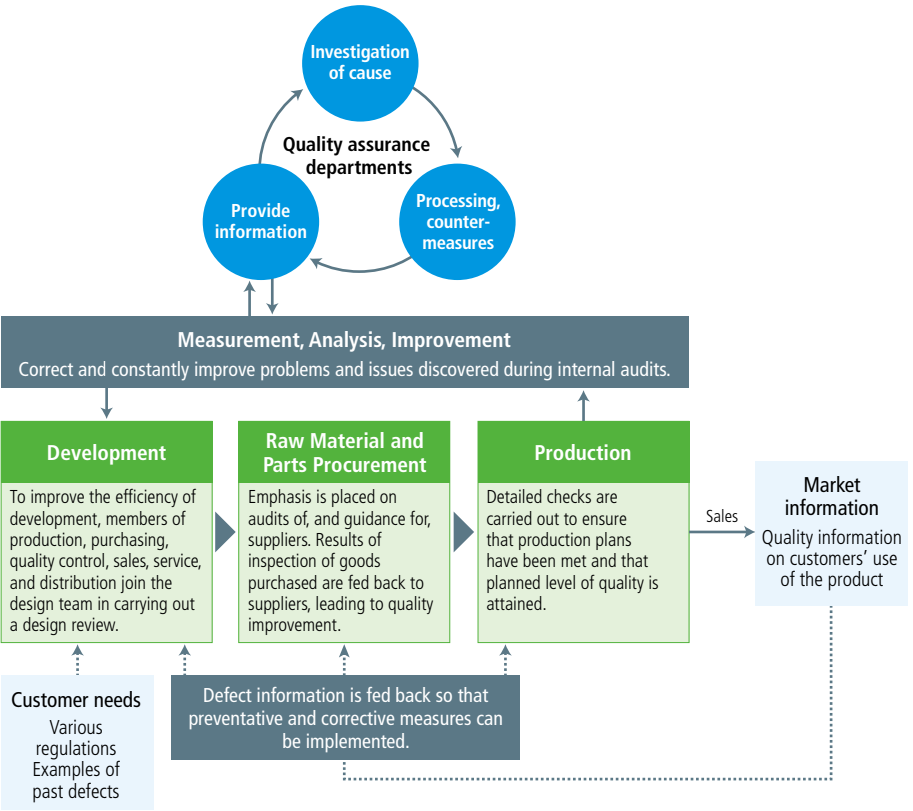 Investigation
of cause
Quality assurance
departments
Provide
information
Processing,
counter-
measures
Measurement, Analysis, Improvement
Correct and constantly improve problems and issues discovered during internal audits.
Development
To improve the efficiency of
development, members of
production, purchasing,
quality control, sales, service,
and distribution join the
design team in carrying out
a design review.
Raw Material and
Parts Procurement
Emphasis is placed on
audits of, and guidance for,
suppliers. Results of
inspection of goods
purchased are fed back to
suppliers, leading to quality
improvement.
Production
Detailed checks are
carried out to ensure
that production plans
have been met and that
planned level of quality is
attained.
Sales
Market
information
Quality information
on customers’ use
of the product
Customer needs
Various
regulations
Examples of
past defects
Defect information is fed back so that
preventative and corrective measures can
be implemented.